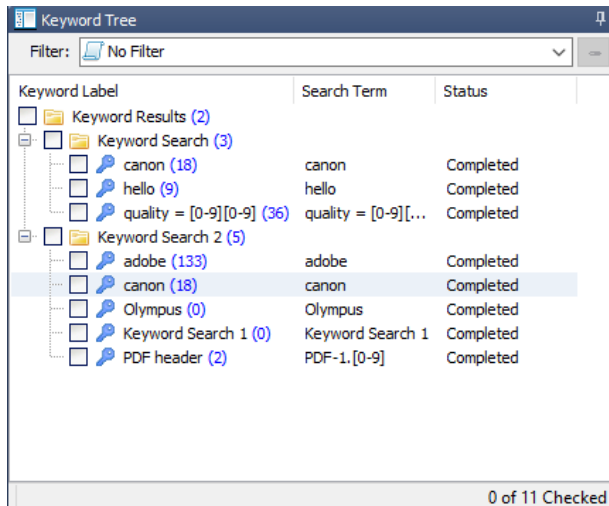 Keyword Tree
Filter: No Filter
Keyword Label Search Term Status
Keyword Results (2)
Keyword Search (3)
canon (18) canon Completed
hello (9) hello Completed
quality = [0-9][0-9] (36) quality = [0-9][... Completed
Keyword Search 2 (5)
adobe (133) adobe Completed
canon (18) canon Completed
Olympus (0) Olympus Completed
Keyword Search 1 (0) Keyword Search 1 Completed
PDF header (2) PDF-1.[0-9] Completed
0 of 11 Checked